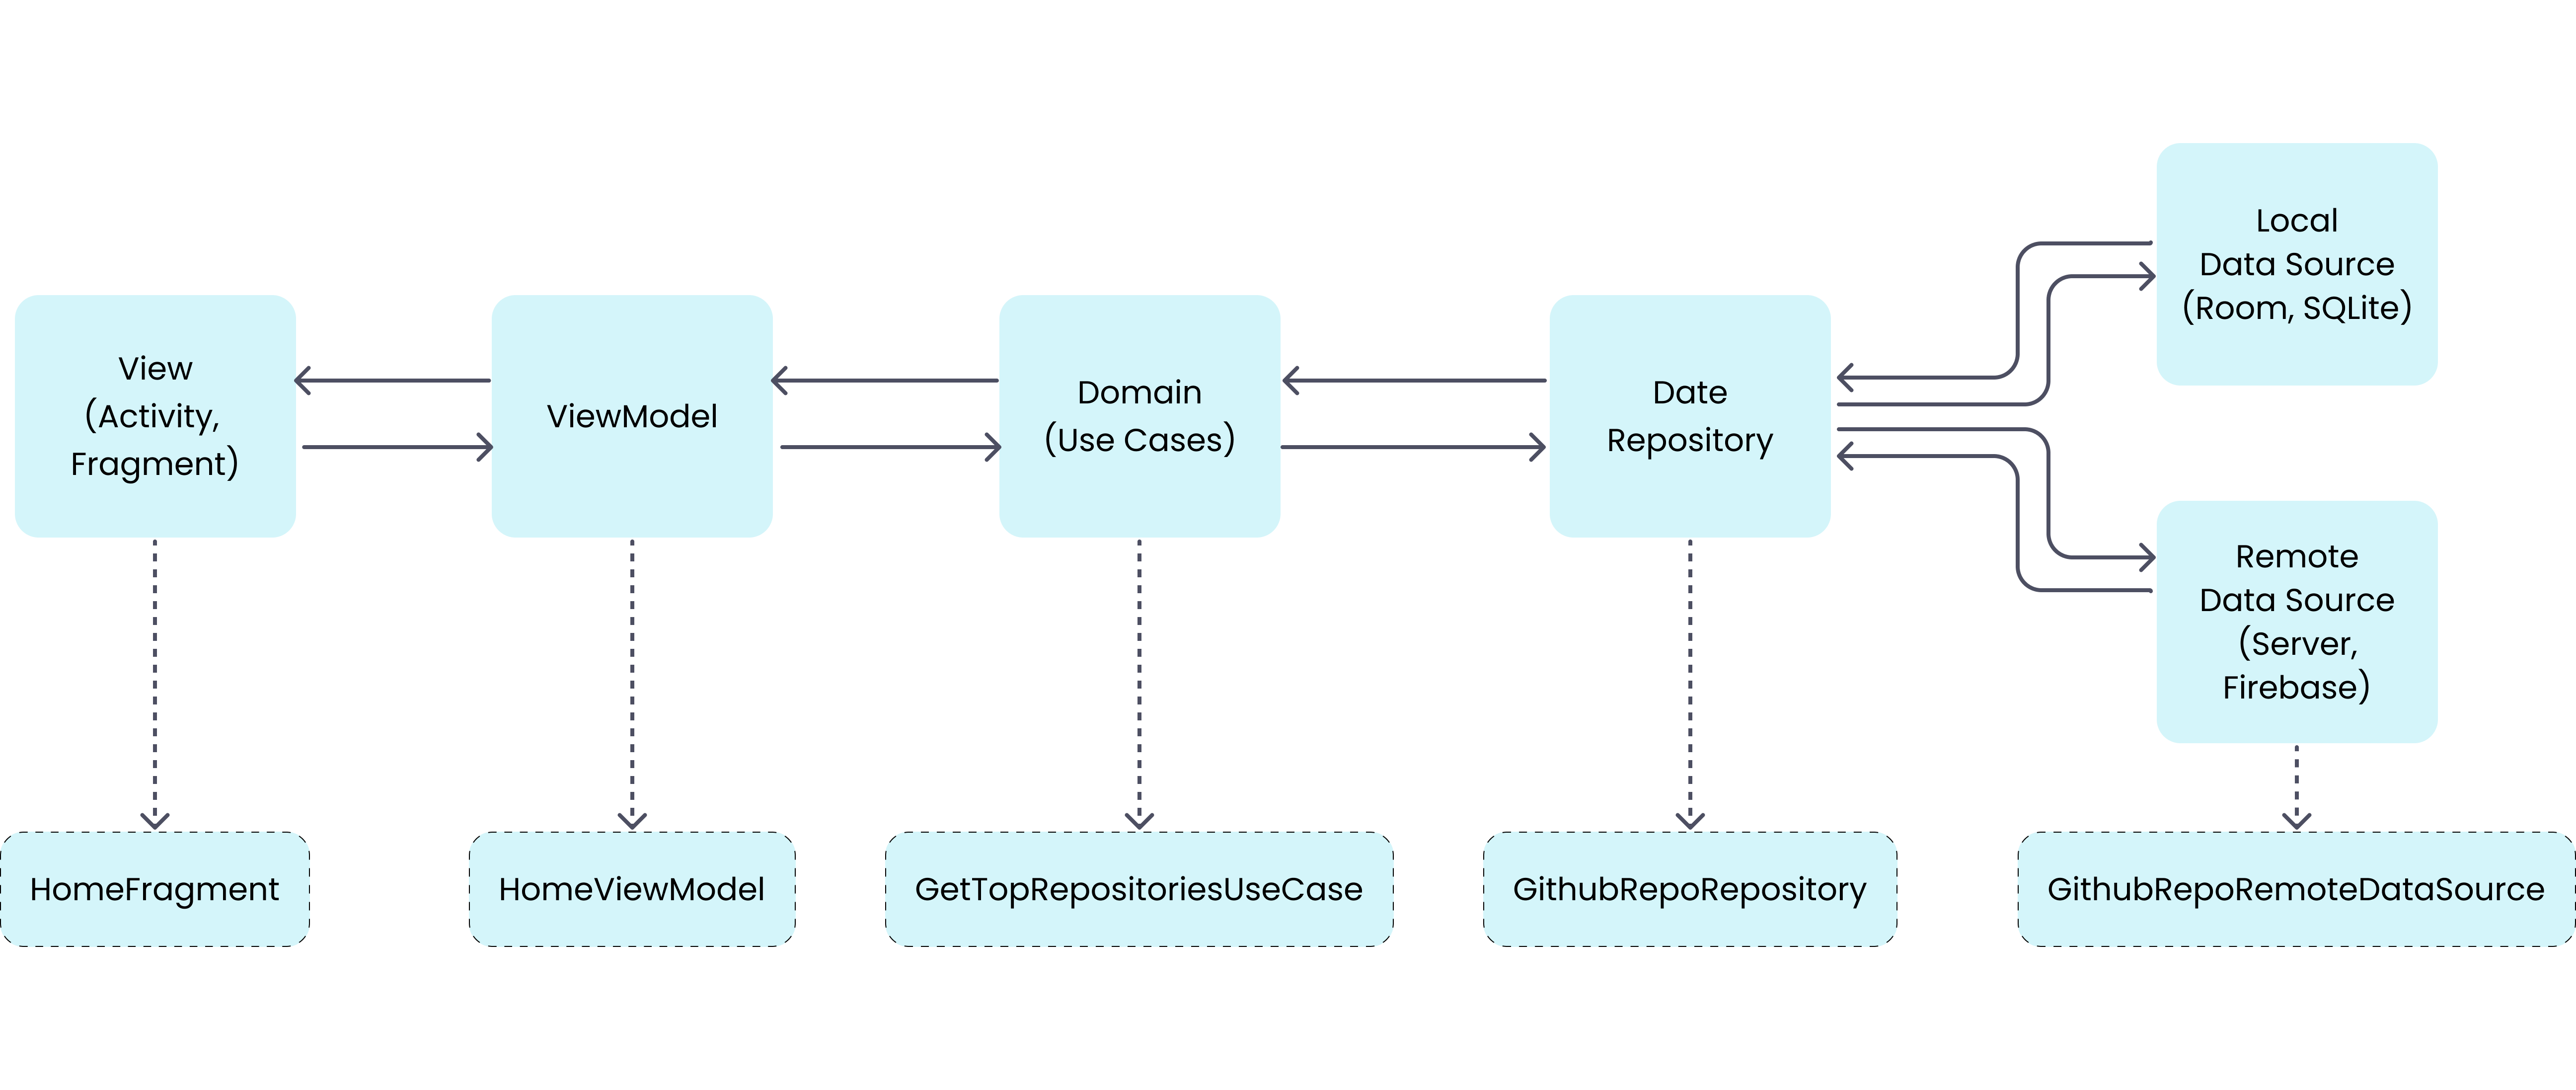 View
(Activity,
Fragment)
ViewModel
Domain
(Use Cases)
Date
Repository
Local
Data Source
(Room, SQLite)
Remote
Data Source
(Server,
Firebase)
HomeFragment
HomeViewModel
GetTopRepositoriesUseCase
GithubRepoRepository
GithubRepoRemoteDataSource